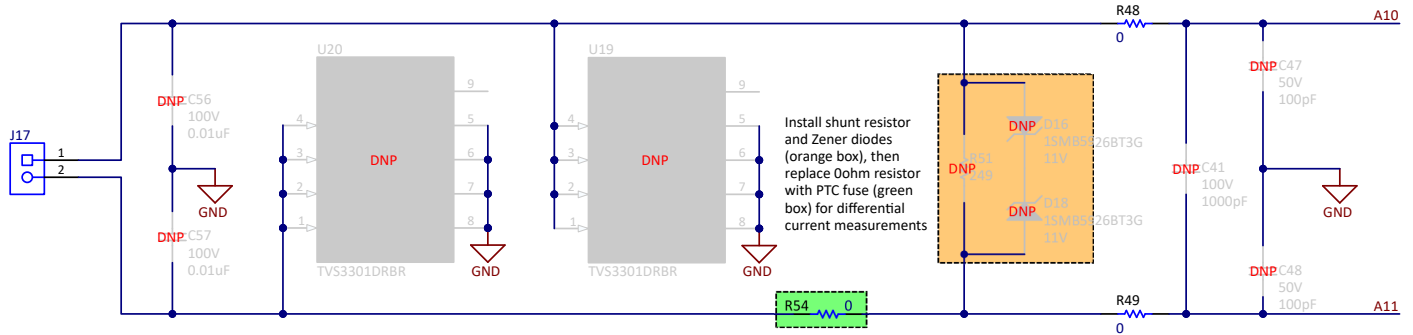 J17
1
2
DNP
C56
100V
0.01uF
GND
DNP
C57
100V
0.01uF
U20
9
4
5
3
6
DNP
2
7
1
8
TVS3301DRBR
GND
U19
9
4
5
3
6
DNP
2
7
1
8
TVS3301DRBR
GND
Install shunt resistor
and Zener diodes
(orange box), then
replace 0ohm resistor
with PTC fuse (green
box) for differential
current measurements
R54
0
DNP
R51
249
DNP
D16
1SMB5926BT3G
11V
DNP
D18
1SMB5926BT3G
11V
R48
0
R49
0
DNP
C41
100V
1000pF
DNP
C47
50V
100pF
GND
DNP
C48
50V
100pF
A10
A11